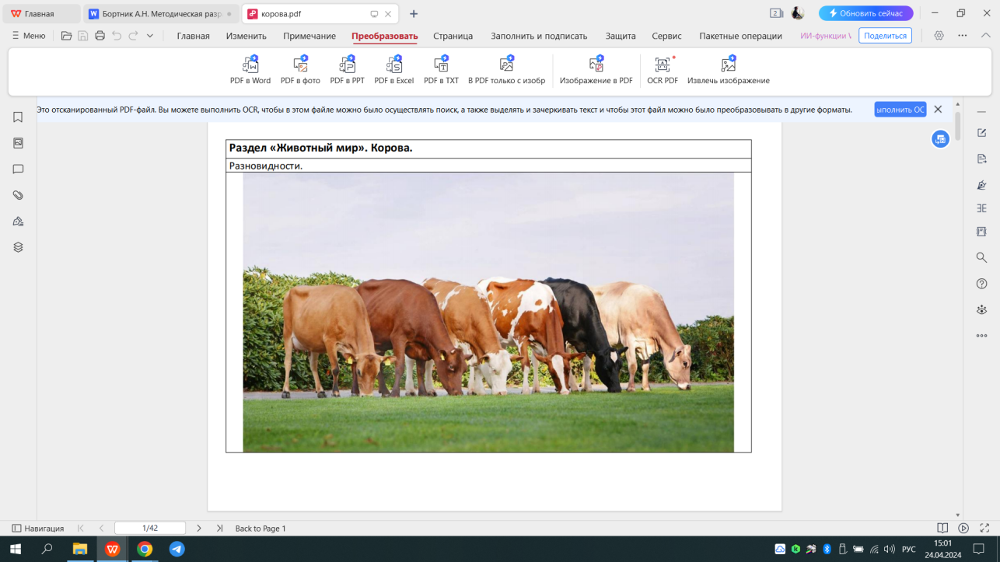 Главная
Бортник А.Н. Методическая разр
корова.pdf
2
Обновить сейчас
Меню
Главная
Изменить
Примечание
Преобразовать
Страница
Заполнить и подписать
Защита
Сервис
Пакетные операции
ИИ-функции
Поделиться
PDF в Word
PDF в фото
PDF в PPT
PDF в Excel
PDF в TXT
В PDF только с изобр
Изображение в PDF
OCR PDF
Извлечь изображение
Это отсканированный PDF-файл. Вы можете выполнить OCR, чтобы в этом файле можно было осуществлять поиск, а также выделять и зачеркивать текст и чтобы этот файл можно было преобразовывать в другие форматы.
ыполнить ОС
Раздел «Животный мир». Корова.
Разновидности.
Навигация
1/42
Back to Page 1
РУС
15:01
24.04.2024